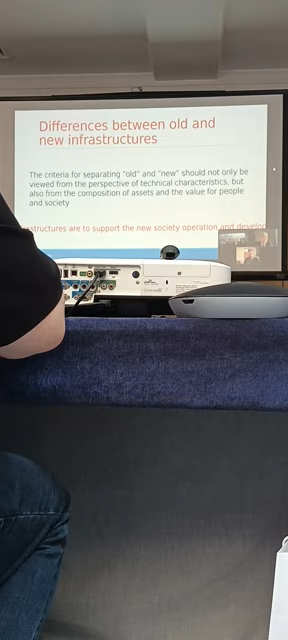 Differences between old and
new infrastructures
The criteria for separating "old" and "new" should not only be
viewed from the perspective of technical characteristics, but
also from the composition of assets and the value for people
and society
structures are to support the new society operation and develop